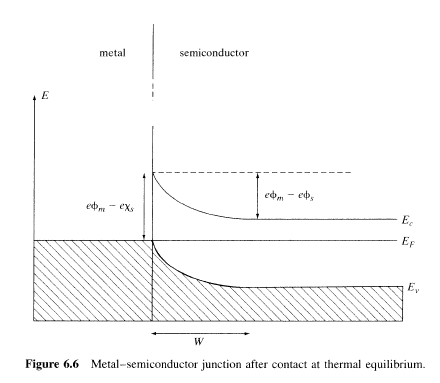 metal semiconductor
E
eϕm − eχs
eϕm − eϕs
Ec
EF
Ev
W
Figure 6.6 Metal–semiconductor junction after contact at thermal equilibrium.